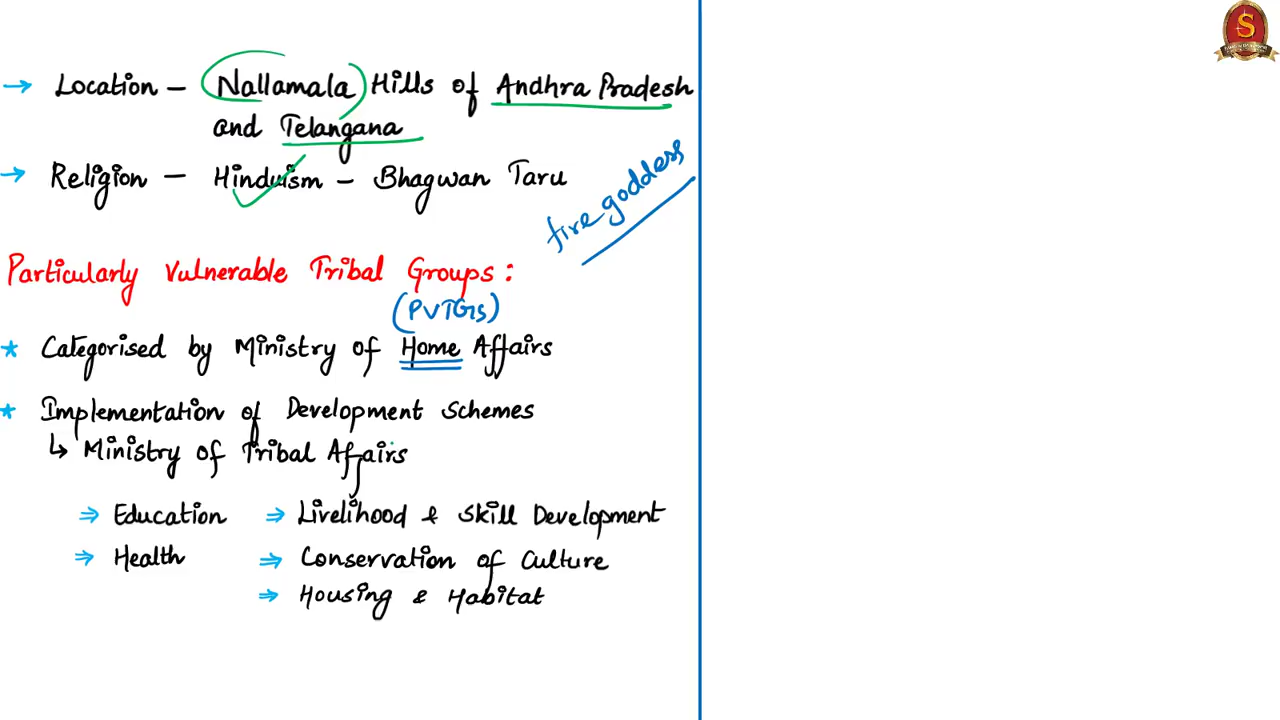 → Location - Nallamala Hills of Andhra Pradesh
and Telangana
→ Religion - Hinduism - Bhagwan Taru
fire goddess
Particularly Vulnerable Tribal Groups:
(PVTGs)
* Categorised by Ministry of Home Affairs
* Implementation of Development Schemes
↳ Ministry of Tribal Affairs
⇒ Education ⇒ Livelihood & Skill Development
⇒ Health ⇒ Conservation of Culture
⇒ Housing & Habitat
S